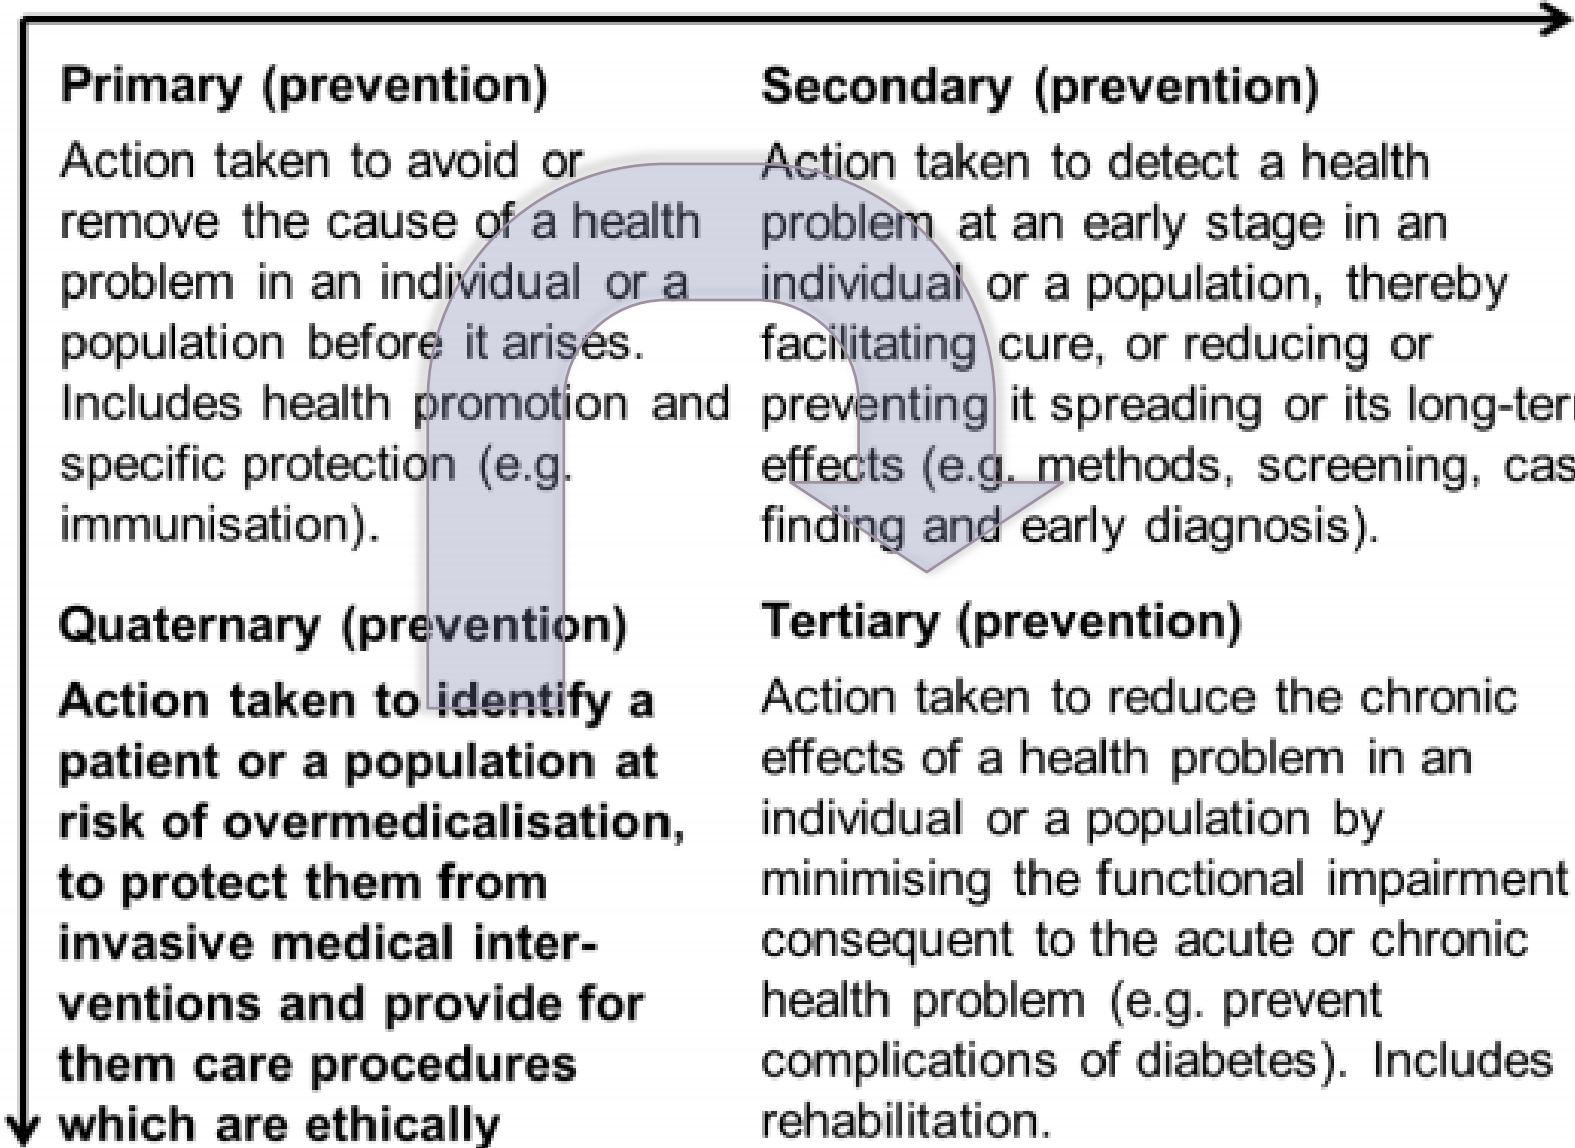 Primary (prevention)
Action taken to avoid or
remove the cause of a health
problem in an individual or a
population before it arises.
Includes health promotion and
specific protection (e.g.
immunisation).
Secondary (prevention)
Action taken to detect a health
problem at an early stage in an
individual or a population, thereby
facilitating cure, or reducing or
preventing it spreading or its
effects (e.g. methods, screening,
finding and early diagnosis).
Quaternary (prevention)
Action taken to identify a
patient or a population at
risk of overmedicalisation,
to protect them from
invasive medical inter-
ventions and provide for
them care procedures
which are ethically
Tertiary (prevention)
Action taken to reduce the chronic
effects of a health problem in an
individual or a population by
minimising the functional impairment
consequent to the acute or chronic
health problem (e.g. prevent
complications of diabetes). Includes
rehabilitation.